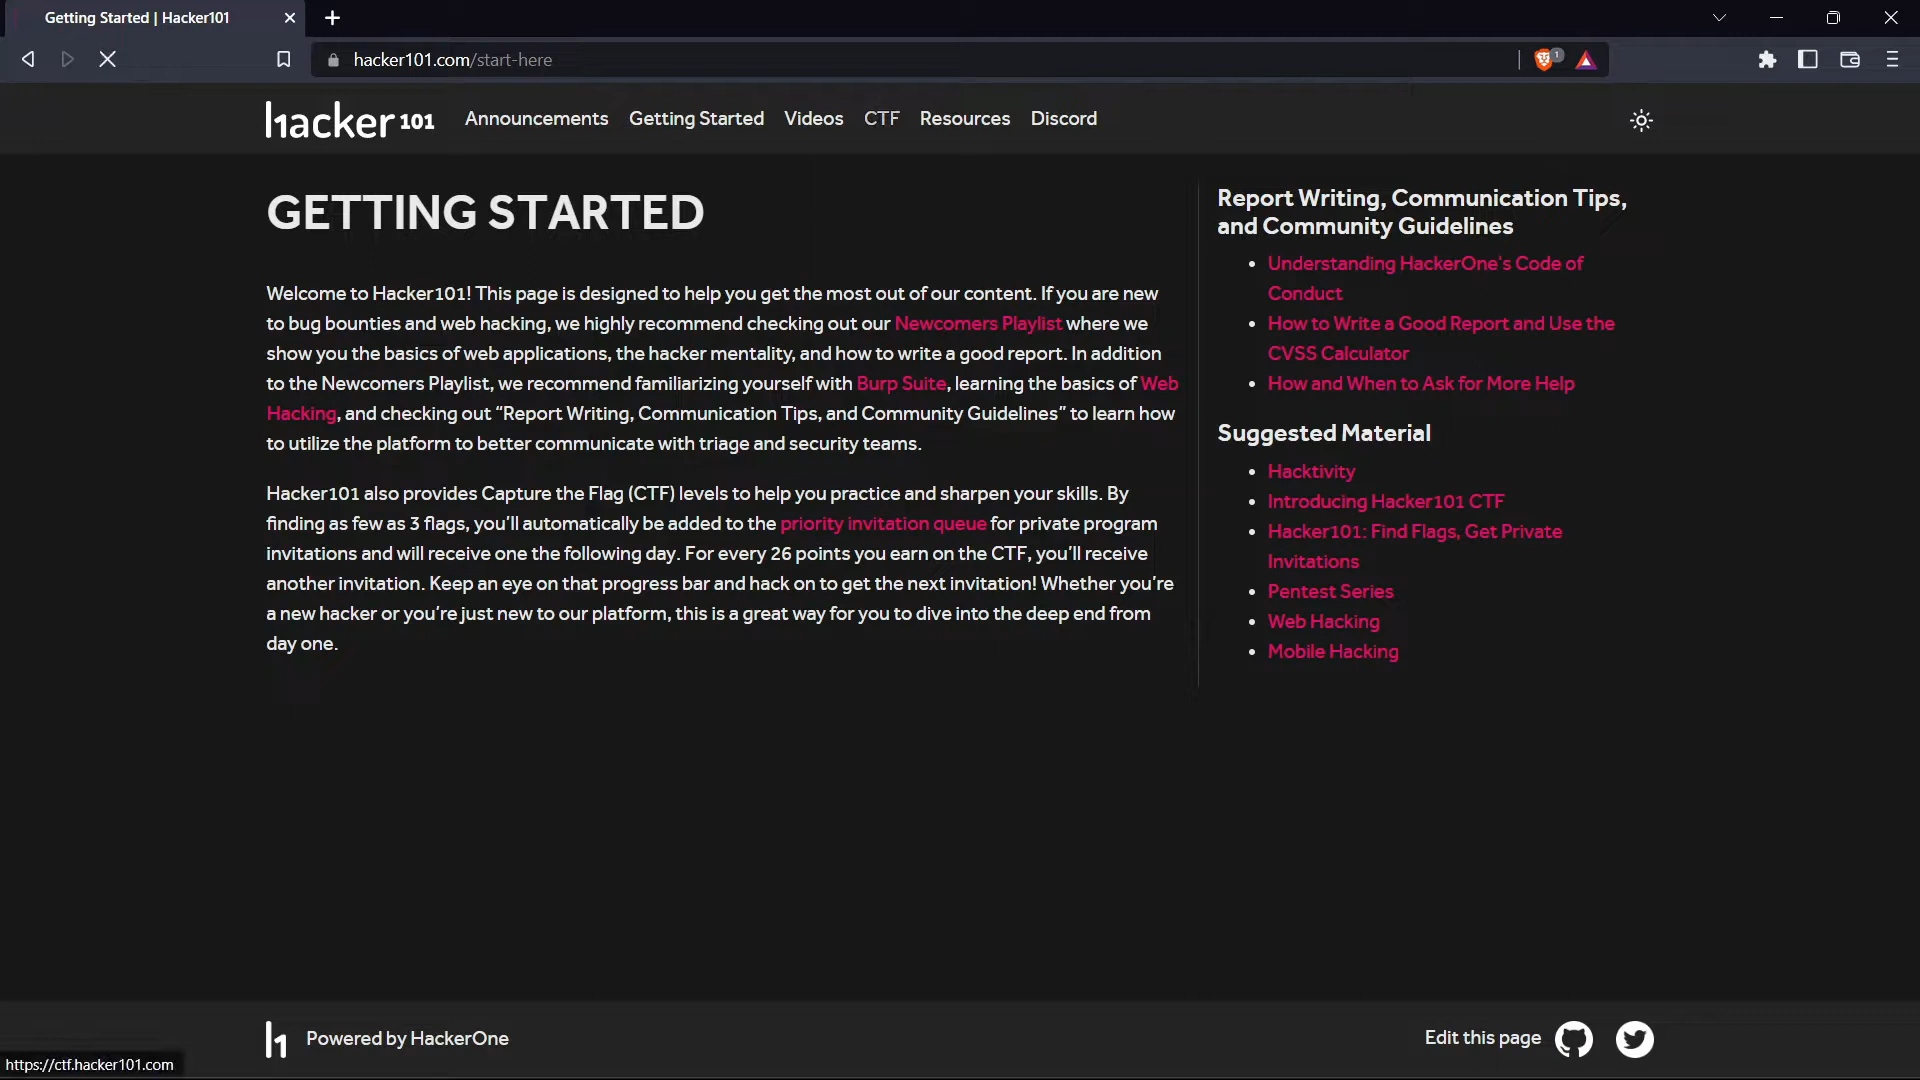 Getting Started | Hacker101
hacker101.com/start-here
1
hacker101
Announcements
Getting Started
Videos
CTF
Resources
Discord
GETTING STARTED
Welcome to Hacker101! This page is designed to help you get the most out of our content. If you are new
to bug bounties and web hacking, we highly recommend checking out our Newcomers Playlist where we
show you the basics of web applications, the hacker mentality, and how to write a good report. In addition
to the Newcomers Playlist, we recommend familiarizing yourself with Burp Suite, learning the basics of Web
Hacking, and checking out “Report Writing, Communication Tips, and Community Guidelines” to learn how
to utilize the platform to better communicate with triage and security teams.
Hacker101 also provides Capture the Flag (CTF) levels to help you practice and sharpen your skills. By
finding as few as 3 flags, you’ll automatically be added to the priority invitation queue for private program
invitations and will receive one the following day. For every 26 points you earn on the CTF, you’ll receive
another invitation. Keep an eye on that progress bar and hack on to get the next invitation! Whether you’re
a new hacker or you’re just new to our platform, this is a great way for you to dive into the deep end from
day one.
Report Writing, Communication Tips,
and Community Guidelines
Understanding HackerOne's Code of
Conduct
How to Write a Good Report and Use the
CVSS Calculator
How and When to Ask for More Help
Suggested Material
Hacktivity
Introducing Hacker101 CTF
Hacker101: Find Flags, Get Private
Invitations
Pentest Series
Web Hacking
Mobile Hacking
h1
Powered by HackerOne
Edit this page
https://ctf.hacker101.com